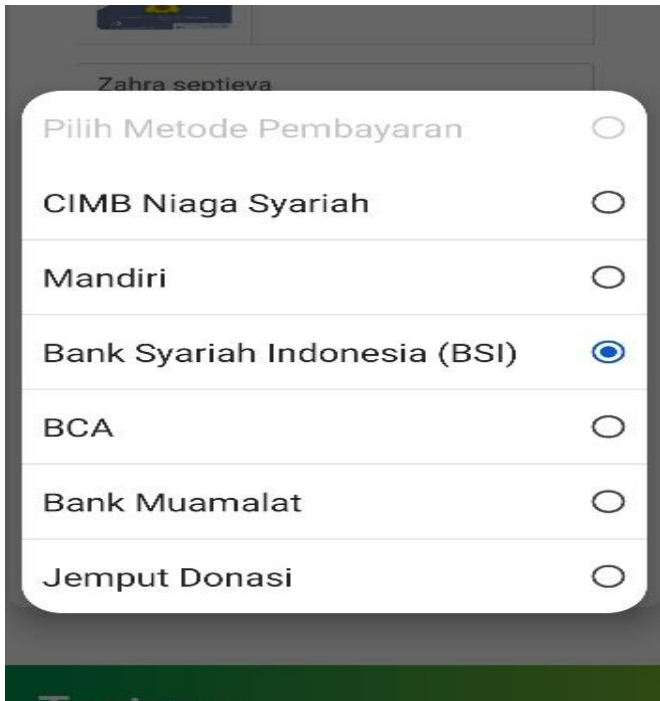 Zahra septieva
Pilih Metode Pembayaran
CIMB Niaga Syariah
Mandiri
Bank Syariah Indonesia (BSI)
BCA
Bank Muamalat
Jemput Donasi